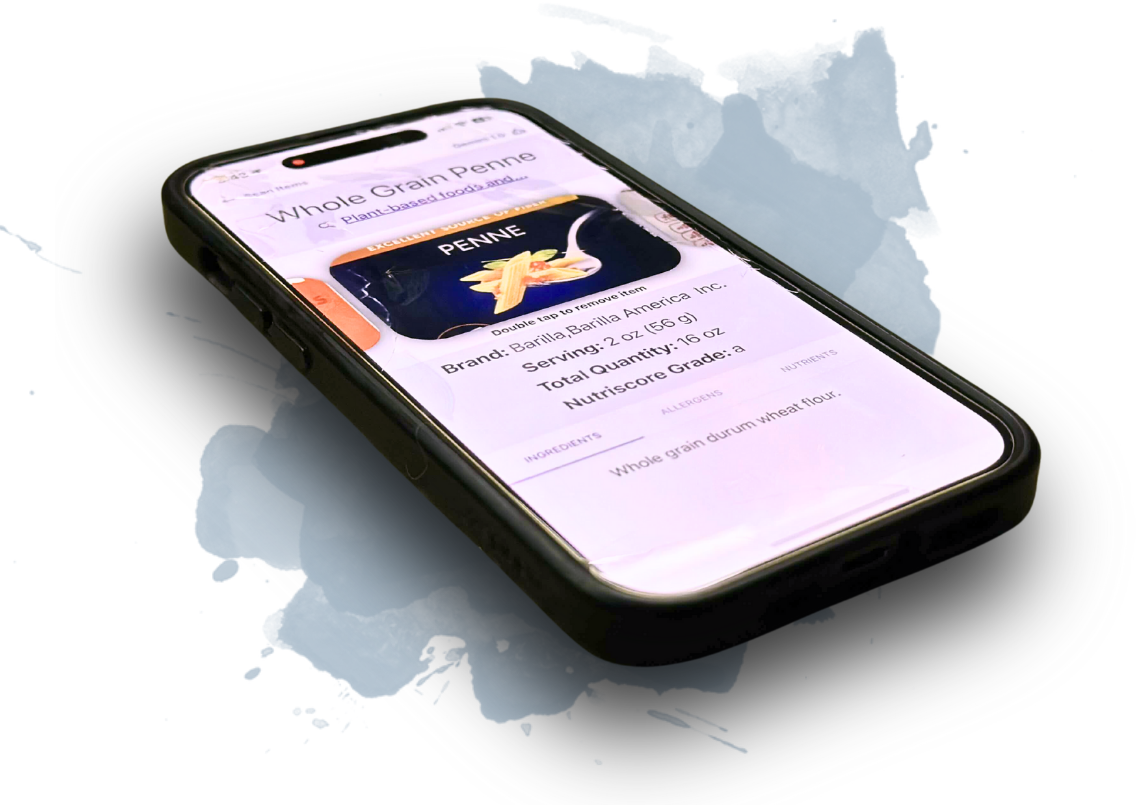 Scan Items
Whole Grain Penne
Plant-based foods and...
EXCELLENT SOURCE OF FIBER
PENNE
Double tap to remove item
Brand: Barilla,Barilla America Inc.
Serving: 2 oz (56 g)
Total Quantity: 16 oz
Nutriscore Grade: a
INGREDIENTS
ALLERGENS
NUTRIENTS
Whole grain durum wheat flour.